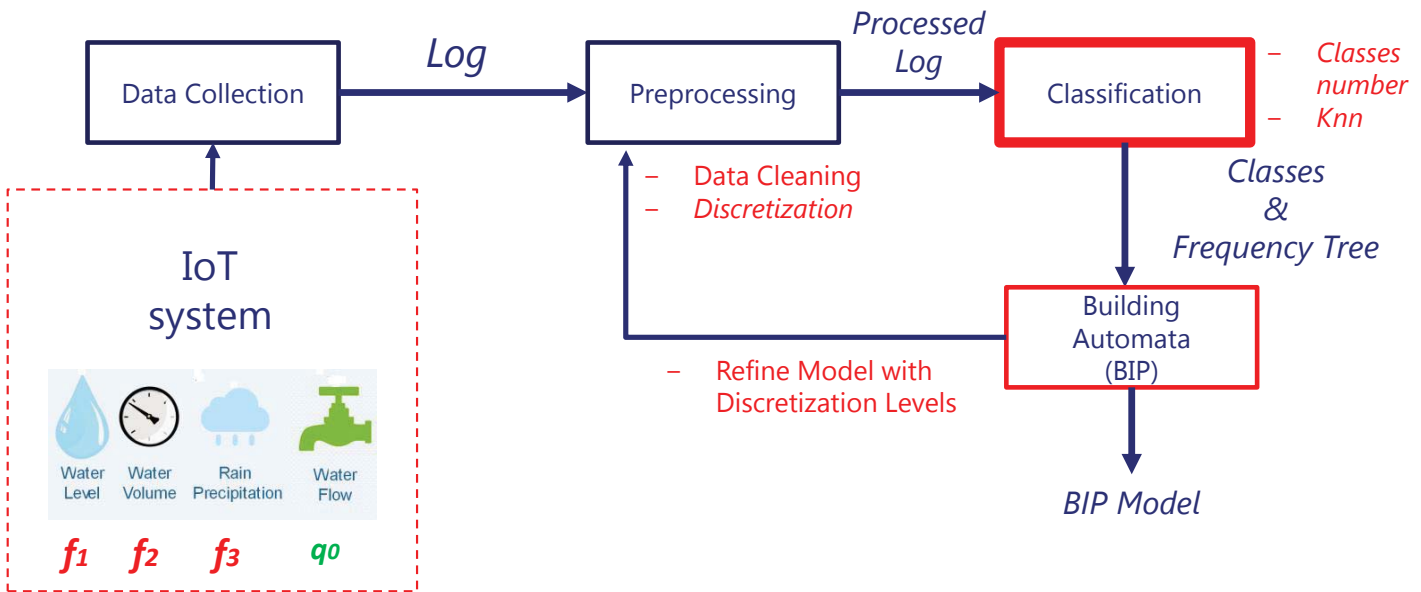 Data Collection
Log
Preprocessing
Processed
Log
Classification
– Classes
number
– Knn
– Data Cleaning
– Discretization
Classes
&
Frequency Tree
IoT
system
Building
Automata
(BIP)
– Refine Model with
Discretization Levels
Water
Level
Water
Volume
Rain
Precipitation
Water
Flow
BIP Model
f1
f2
f3
q0